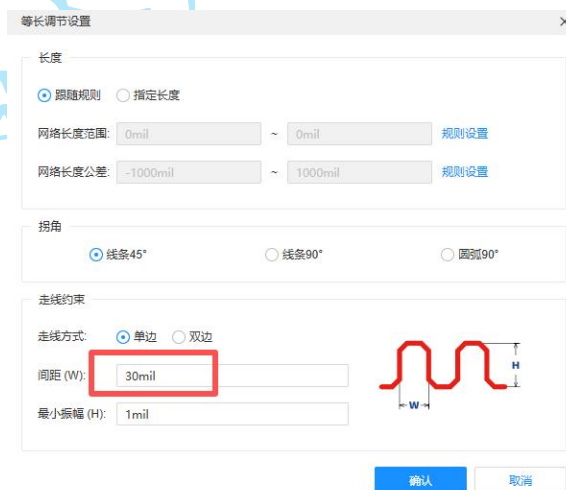 等长调节设置
长度
跟随规则 指定长度
网络长度范围: 0mil ~ 0mil 规则设置
网络长度公差: -1000mil ~ 1000mil 规则设置
拐角
线条45° 线条90° 圆弧90°
走线约束
走线方式: 单边 双边
间距 (W): 30mil
最小振幅 (H): 1mil
H
W
确认 取消